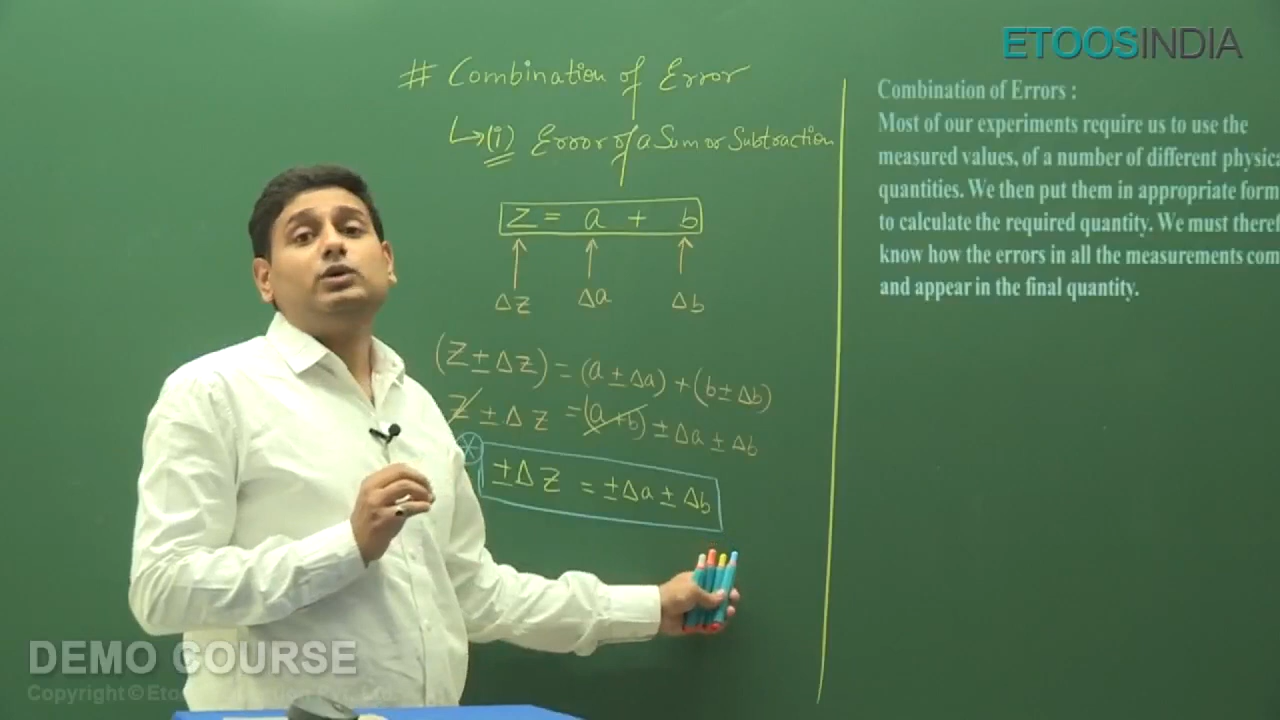 ETOOSINDIA
# Combination of Error
↳(i) Error of a Sum or Subtraction
Z = a + b
ΔZ Δa Δb
(Z ± ΔZ) = (a ± Δa) + (b ± Δb)
Z ± ΔZ = (a + b) ± Δa ± Δb
± ΔZ = ± Δa ± Δb
Combination of Errors :
Most of our experiments require us to use the
measured values, of a number of different physica
quantities. We then put them in appropriate form
to calculate the required quantity. We must theref
know how the errors in all the measurements com
and appear in the final quantity.
DEMO COURSE
Copyright © Etoos